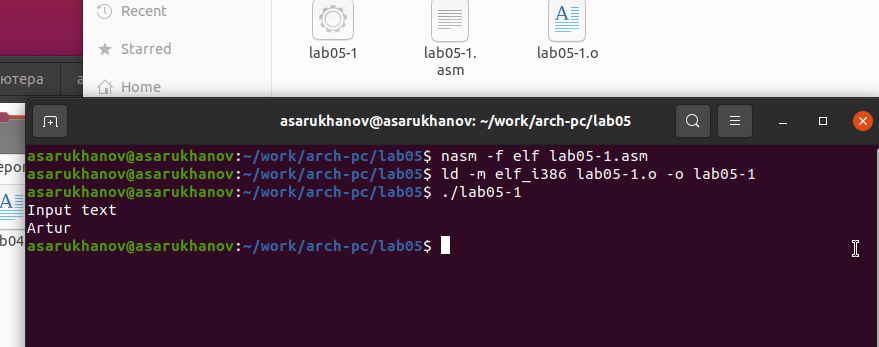 Recent
Starred
Home
lab05-1
lab05-1.
asm
lab05-1.o
ютера
asarukhanov@asarukhanov: ~/work/arch-pc/lab05
asarukhanov@asarukhanov:~/work/arch-pc/lab05$ nasm -f elf lab05-1.asm
asarukhanov@asarukhanov:~/work/arch-pc/lab05$ ld -m elf_i386 lab05-1.o -o lab05-1
asarukhanov@asarukhanov:~/work/arch-pc/lab05$ ./lab05-1
Input text
Artur
asarukhanov@asarukhanov:~/work/arch-pc/lab05$